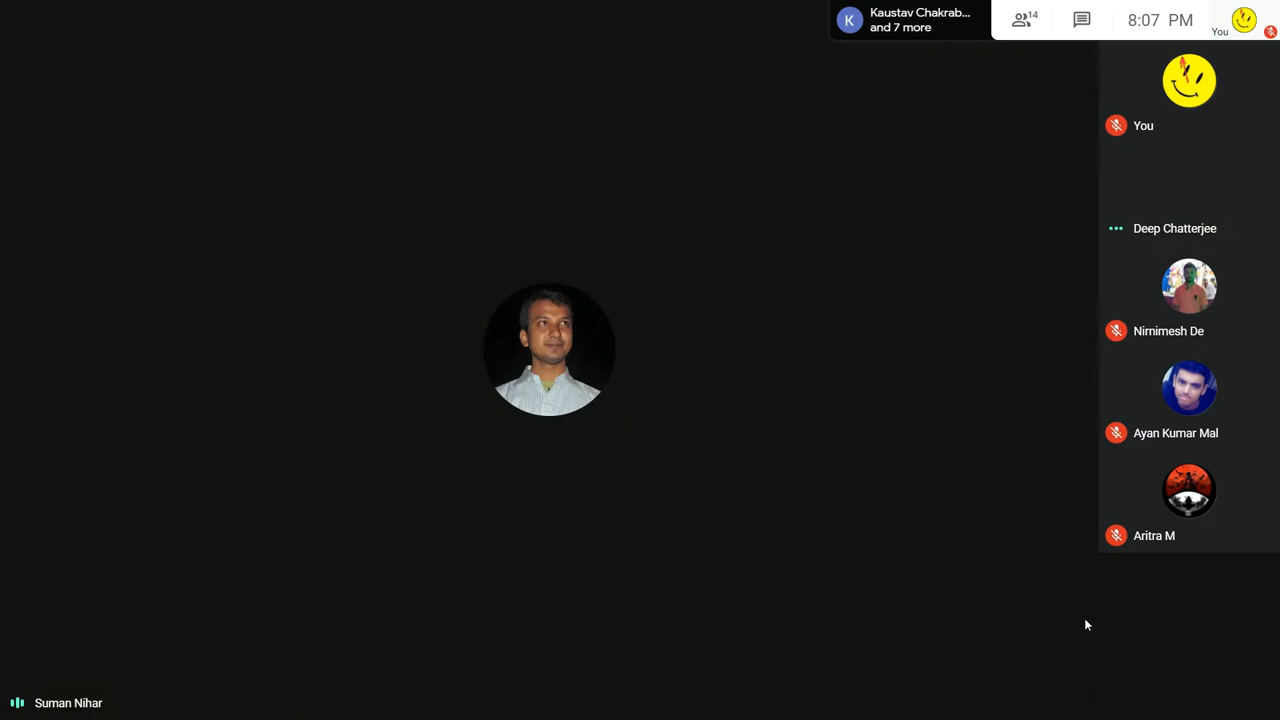 K
Kaustav Chakrab...
and 7 more
14
8:07 PM
You
You
Deep Chatterjee
Nirnimesh De
Ayan Kumar Mal
Aritra M
Suman Nihar